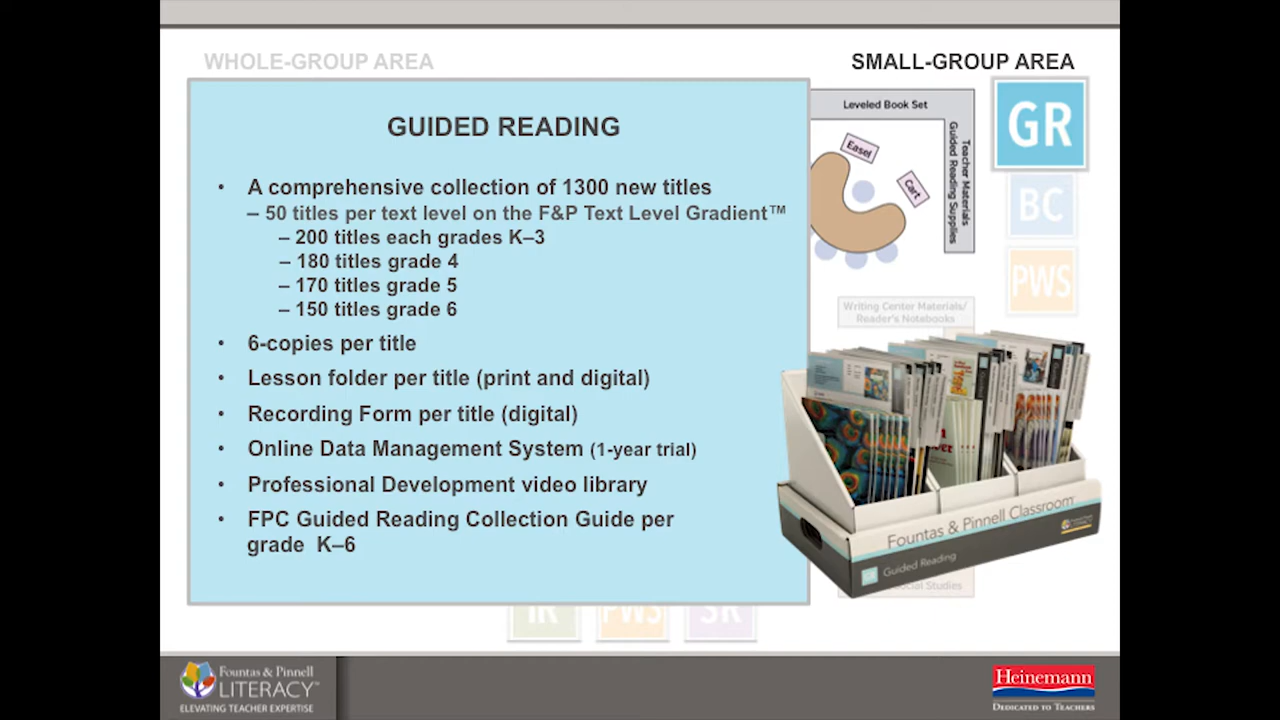 WHOLE-GROUP AREA
SMALL-GROUP AREA
GUIDED READING
• A comprehensive collection of 1300 new titles
– 50 titles per text level on the F&P Text Level Gradient™
– 200 titles each grades K–3
– 180 titles grade 4
– 170 titles grade 5
– 150 titles grade 6
• 6-copies per title
• Lesson folder per title (print and digital)
• Recording Form per title (digital)
• Online Data Management System (1-year trial)
• Professional Development video library
• FPC Guided Reading Collection Guide per
grade K–6
Leveled Book Set
Easel
Cart
Teacher Materials
Guided Reading Supplies
GR
BC
PWS
Writing Center Materials/
Reader's Notebooks
Fountas & Pinnell Classroom™
GR Guided Reading
Social Studies
IR
PWS
SR
Fountas & Pinnell
LITERACY™
ELEVATING TEACHER EXPERTISE
Heinemann
DEDICATED TO TEACHERS